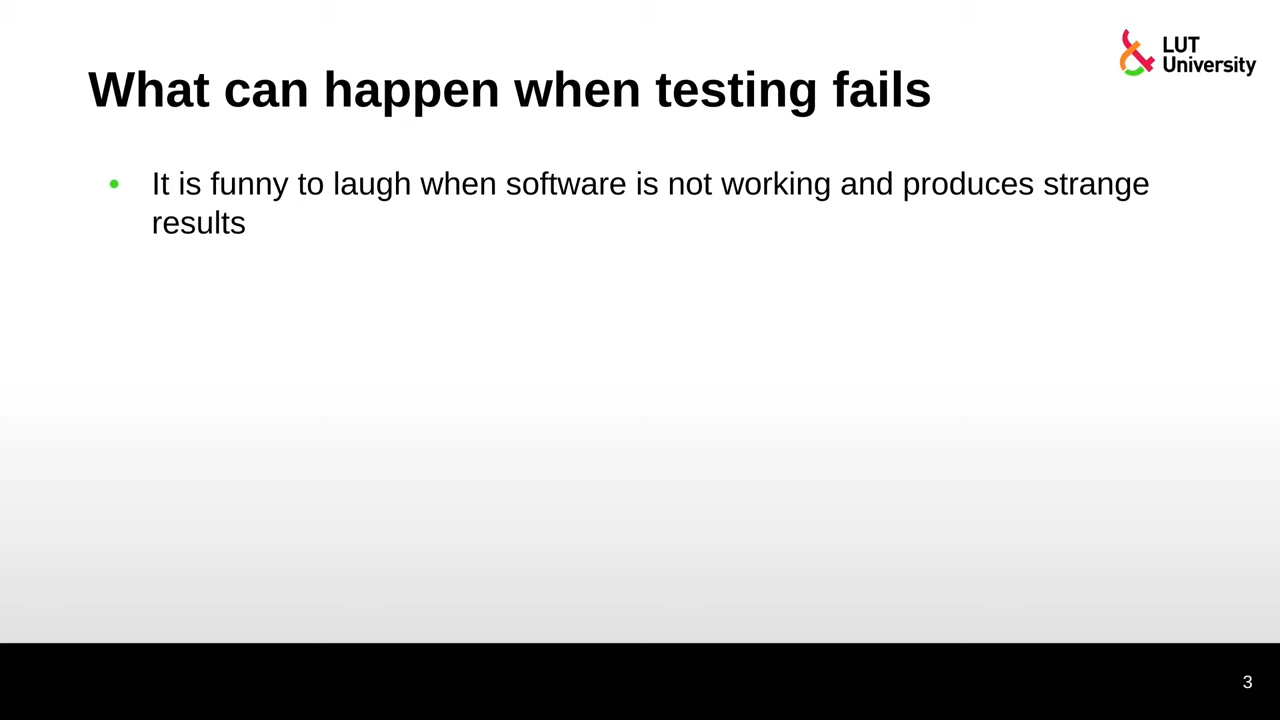 LUT
University
What can happen when testing fails
• It is funny to laugh when software is not working and produces strange
results
3